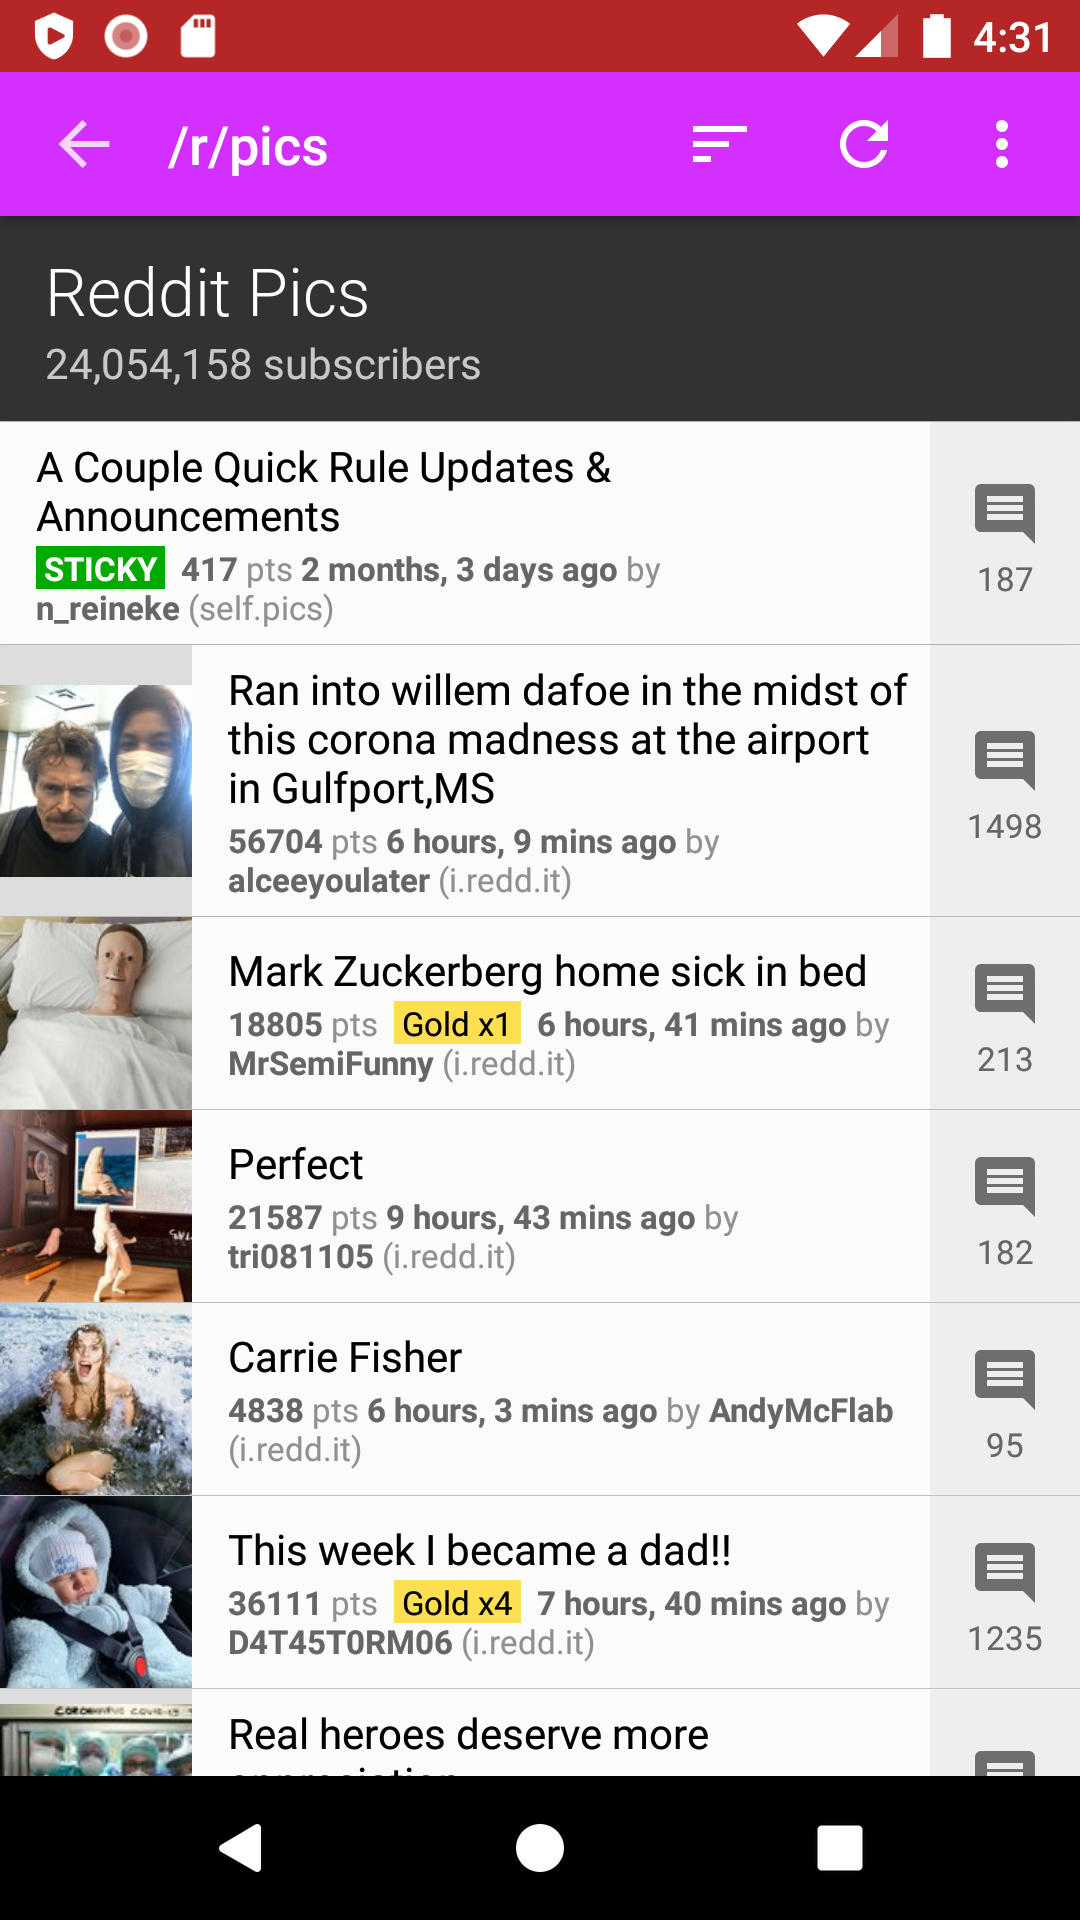 4:31
/r/pics
Reddit Pics
24,054,158 subscribers
A Couple Quick Rule Updates &
Announcements
STICKY 417 pts 2 months, 3 days ago by
n_reineke (self.pics)
187
Ran into willem dafoe in the midst of
this corona madness at the airport
in Gulfport,MS
56704 pts 6 hours, 9 mins ago by
alceeyoulater (i.redd.it)
1498
Mark Zuckerberg home sick in bed
18805 pts Gold x1 6 hours, 41 mins ago by
MrSemiFunny (i.redd.it)
213
Perfect
21587 pts 9 hours, 43 mins ago by
tri081105 (i.redd.it)
182
Carrie Fisher
4838 pts 6 hours, 3 mins ago by AndyMcFlab
(i.redd.it)
95
This week I became a dad!!
36111 pts Gold x4 7 hours, 40 mins ago by
D4T45T0RM06 (i.redd.it)
1235
Real heroes deserve more